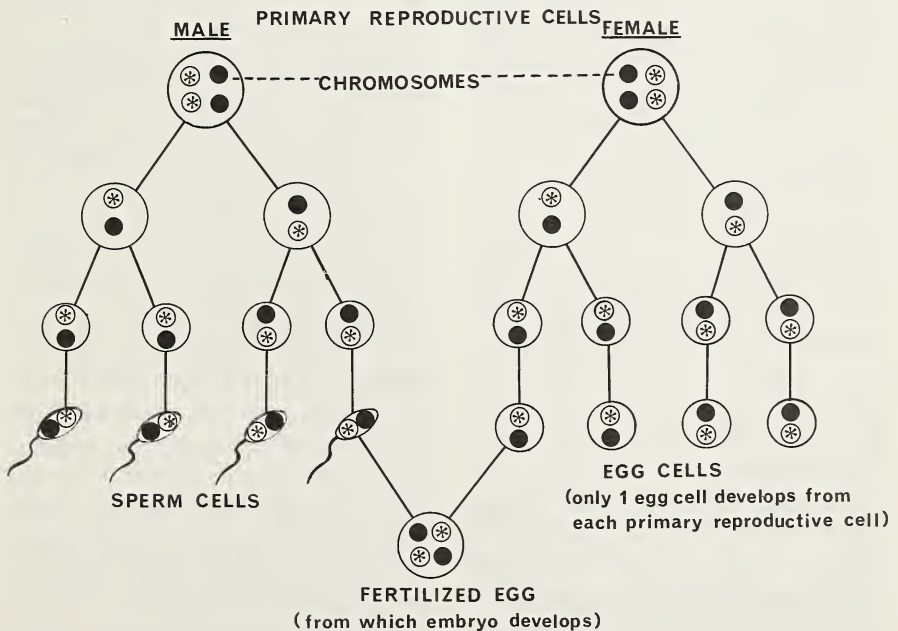 PRIMARY REPRODUCTIVE CELLS
MALE
FEMALE
CHROMOSOMES
SPERM CELLS
EGG CELLS
(only 1 egg cell develops from
each primary reproductive cell)
FERTILIZED EGG
(from which embryo develops)